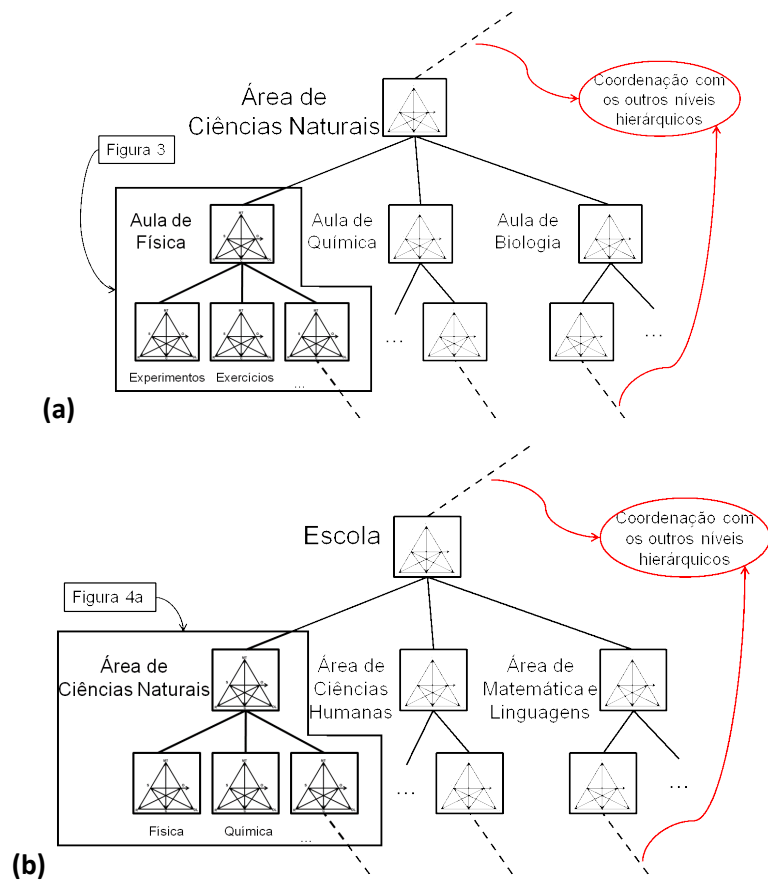 Área de
Ciências Naturais
Coordenação com
os outros níveis
hierárquicos
Figura 3
Aula de
Física
Aula de
Química
Aula de
Biologia
...
...
Experimentos
Exercícios
...
(a)
Escola
Coordenação com
os outros níveis
hierárquicos
Figura 4a
Área de
Ciências Naturais
Área de
Ciências
Humanas
Área de
Matemática e
Linguagens
...
...
Física
Química
...
(b)